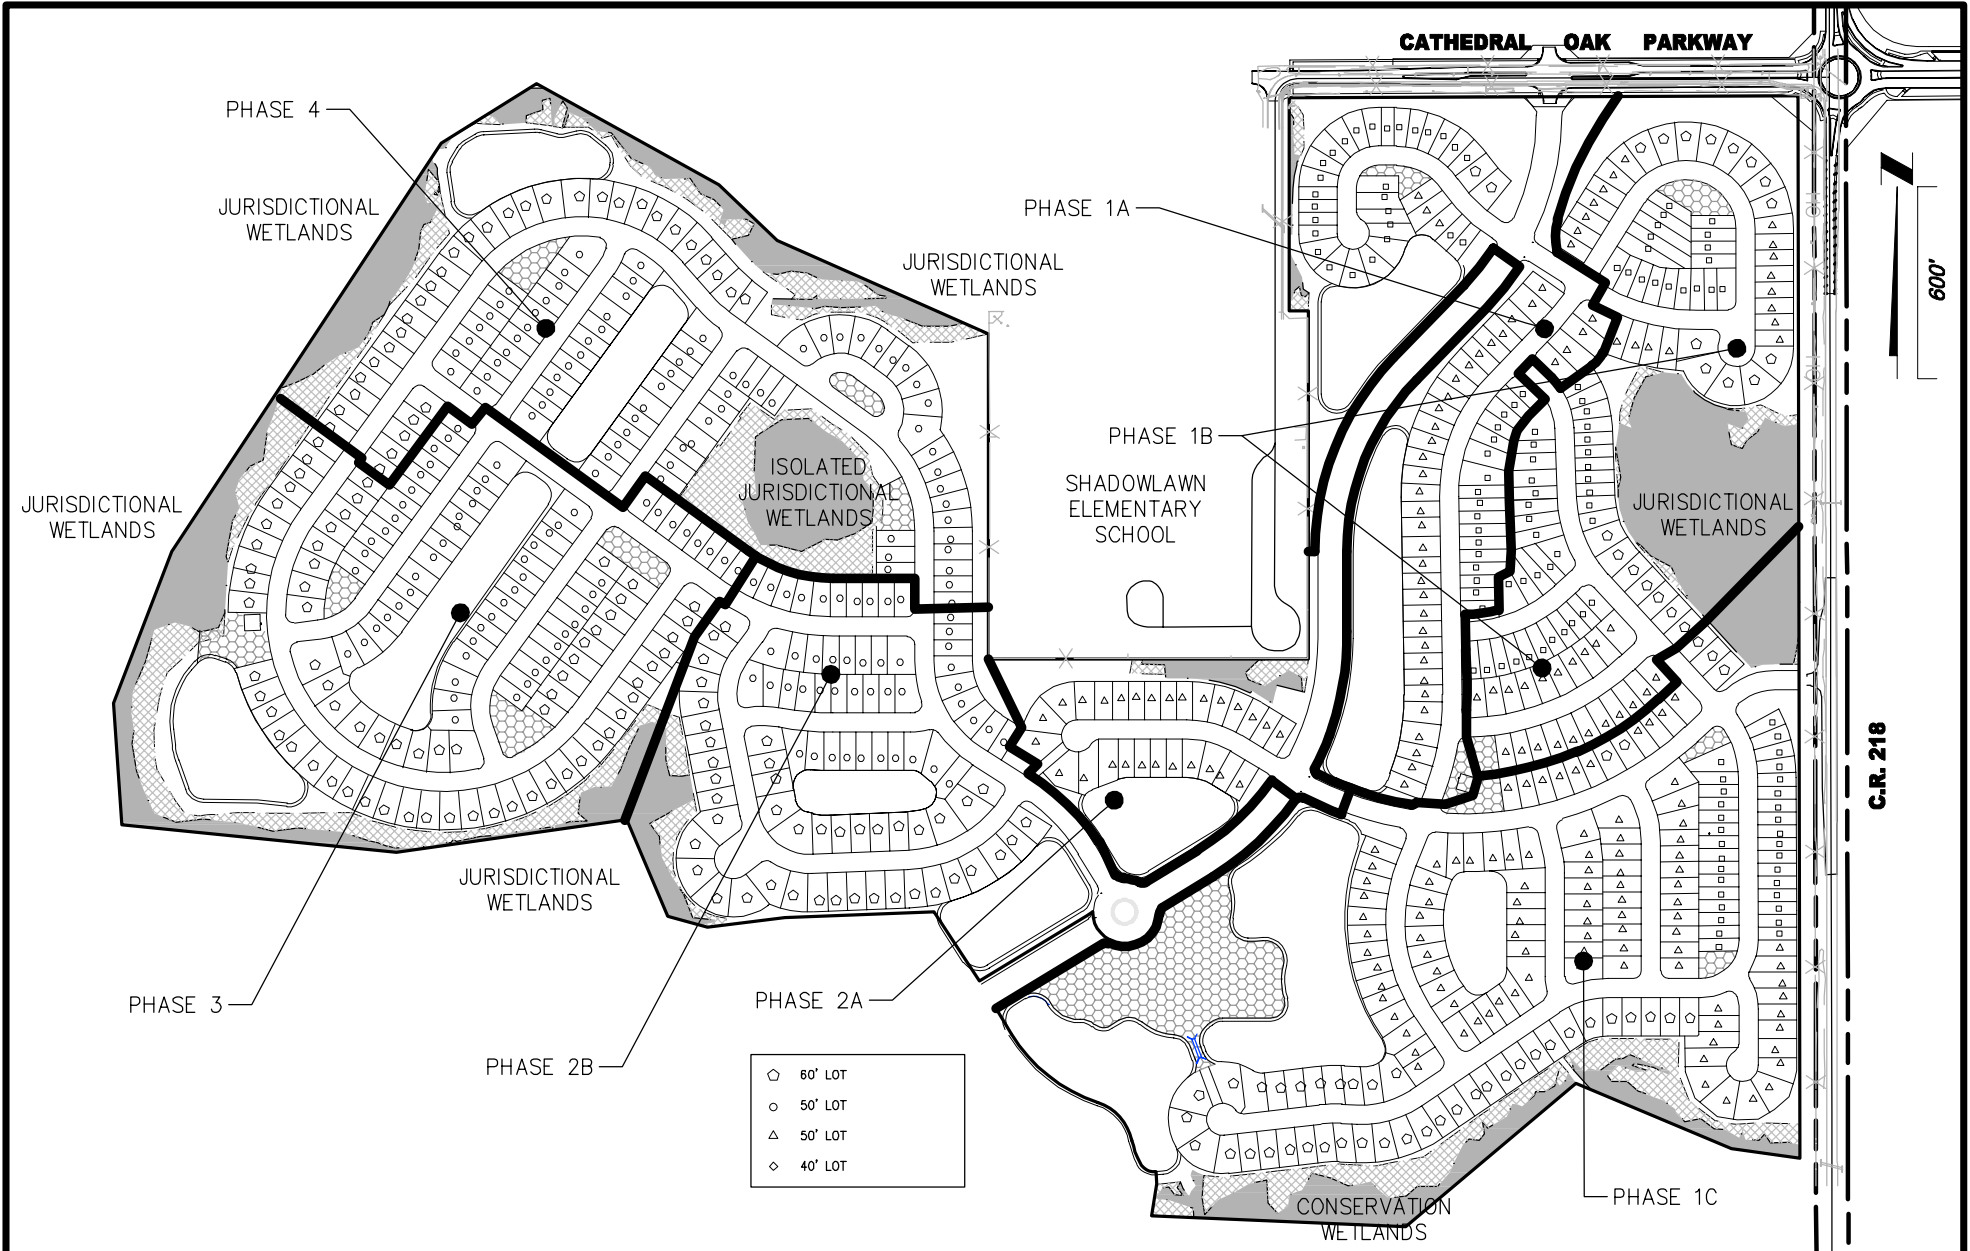 CATHEDRAL OAK PARKWAY
PHASE 4
JURISDICTIONAL
WETLANDS
PHASE 1A
JURISDICTIONAL
WETLANDS
600'
PHASE 1B
ISOLATED
JURISDICTIONAL
WETLANDS
SHADOWLAWN
ELEMENTARY
SCHOOL
JURISDICTIONAL
WETLANDS
JURISDICTIONAL
WETLANDS
C.R. 218
JURISDICTIONAL
WETLANDS
PHASE 3
PHASE 2A
PHASE 2B
60' LOT
50' LOT
50' LOT
40' LOT
PHASE 1C
CONSERVATION
WETLANDS